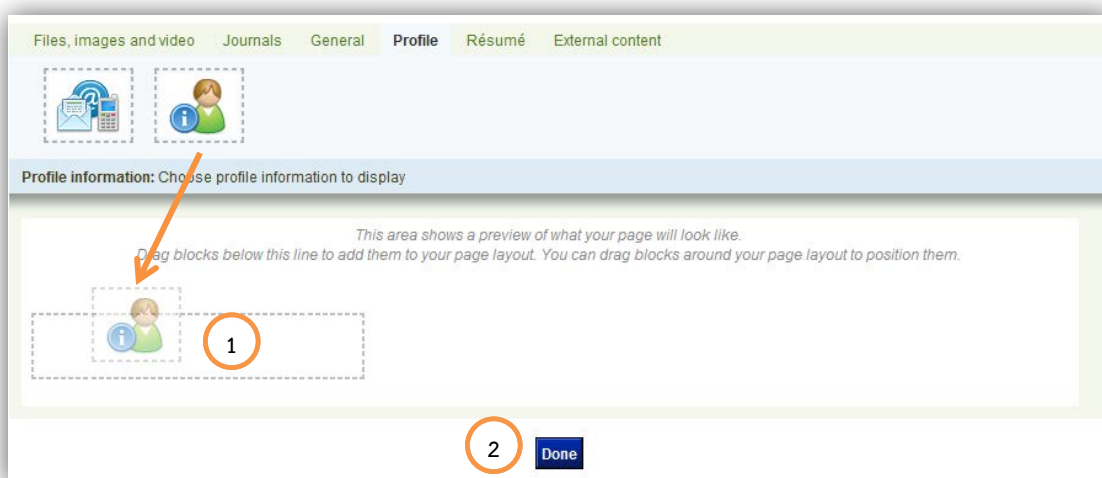 Files, images and video Journals General Profile Résumé External content
@
i
Profile information: Choose profile information to display
This area shows a preview of what your page will look like.
Drag blocks below this line to add them to your page layout. You can drag blocks around your page layout to position them.
i
1
2
Done